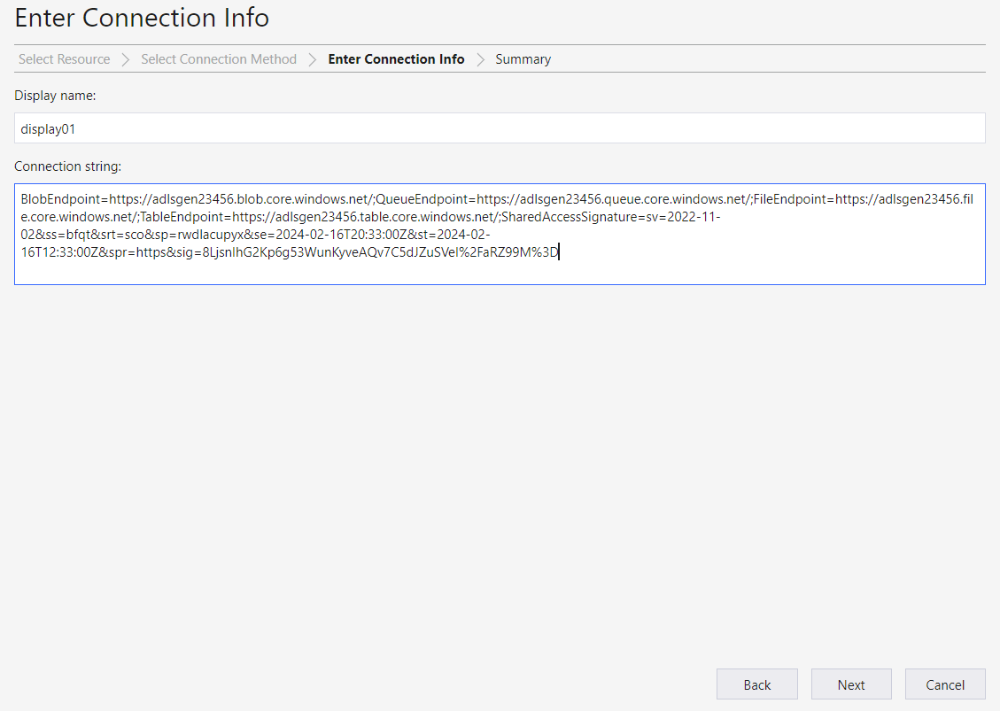 Enter Connection Info
Select Resource > Select Connection Method > Enter Connection Info > Summary
Display name:
display01
Connection string:
BlobEndpoint=https://adlsgen23456.blob.core.windows.net/;QueueEndpoint=https://adlsgen23456.queue.core.windows.net/;FileEndpoint=https://adlsgen23456.fil
e.core.windows.net/;TableEndpoint=https://adlsgen23456.table.core.windows.net/;SharedAccessSignature=sv=2022-11-
02&ss=bfqt&srt=sco&sp=rwdlacupyx&se=2024-02-16T20:33:00Z&st=2024-02-
16T12:33:00Z&spr=https&sig=8LjsnIhG2Kp6g53WunKyveAQv7C5dJZuSVeI%2FaRZ99M%3D
Back Next Cancel